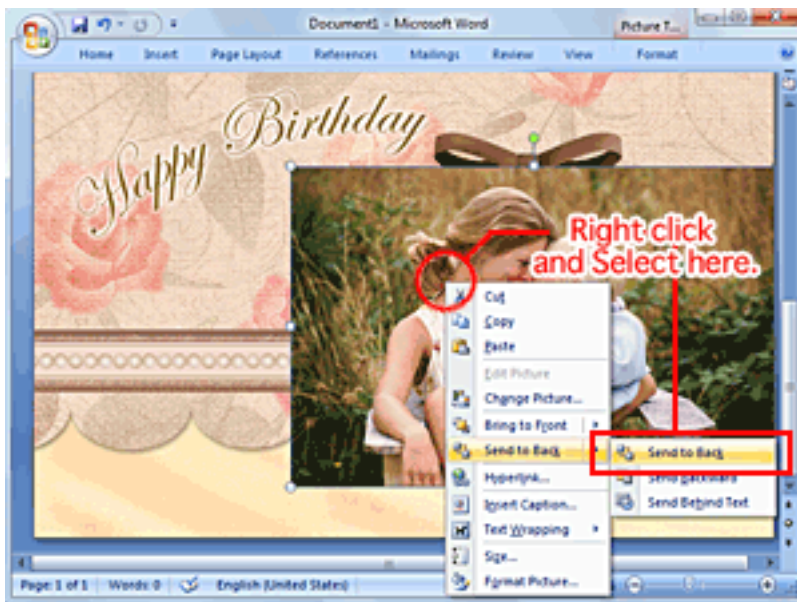 Document1 - Microsoft Word
Picture T...
Home Insert Page Layout References Mailings Review View Format
Happy Birthday
Right click
and Select here.
Cut
Copy
Paste
Edit Picture
Change Picture...
Bring to Front
Send to Back
Send to Back
Hyperlink...
Send Backward
Insert Caption...
Send Behind Text
Text Wrapping
Size...
Format Picture...
Page: 1 of 1 Words: 0 English (United States)